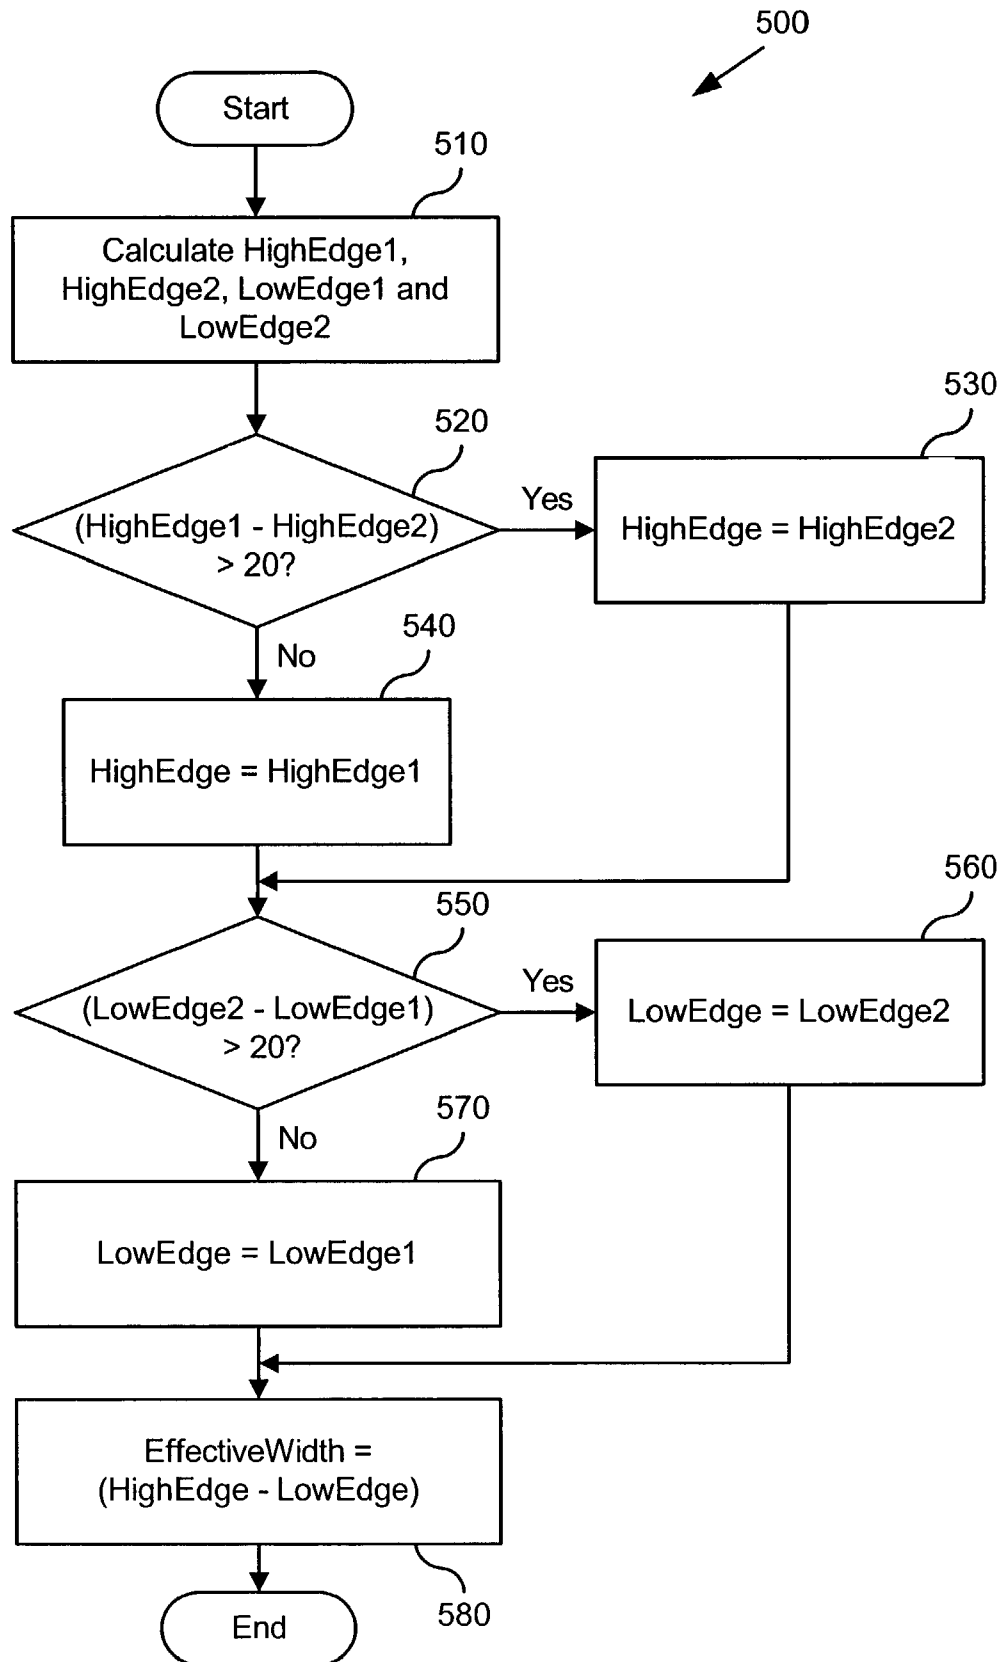 500
Start
510
Calculate HighEdge1,
HighEdge2, LowEdge1 and
LowEdge2
520
(HighEdge1 - HighEdge2)
> 20?
Yes
530
HighEdge = HighEdge2
No
540
HighEdge = HighEdge1
550
(LowEdge2 - LowEdge1)
> 20?
Yes
560
LowEdge = LowEdge2
No
570
LowEdge = LowEdge1
EffectiveWidth =
(HighEdge - LowEdge)
580
End